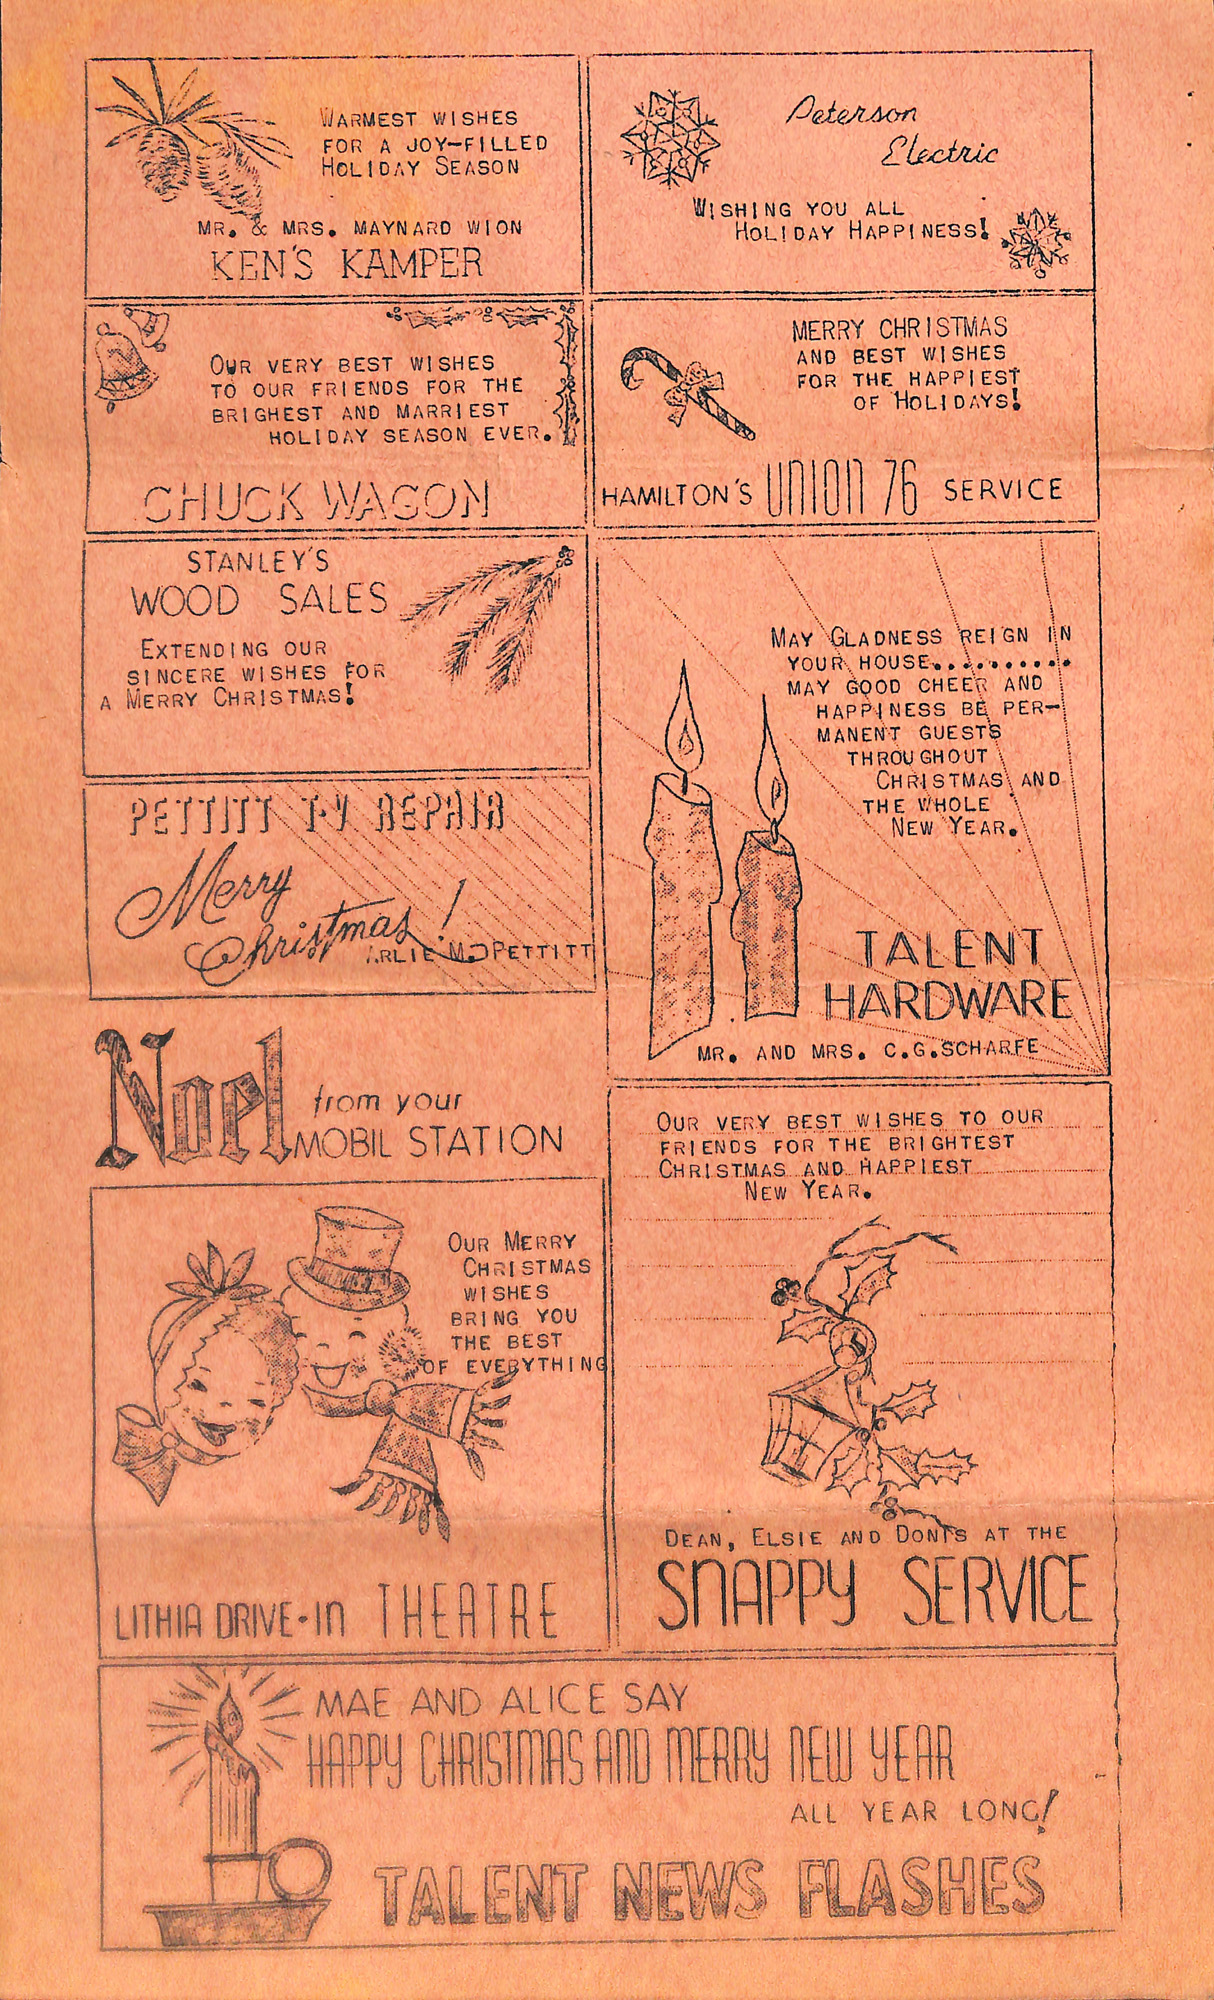 WARMEST WISHES
FOR A JOY-FILLED
HOLIDAY SEASON
MR. & MRS. MAYNARD WION
KEN'S KAMPER
Peterson
Electric
WISHING YOU ALL
HOLIDAY HAPPINESS!
OUR VERY BEST WISHES
TO OUR FRIENDS FOR THE
BRIGHEST AND MARRIEST
HOLIDAY SEASON EVER.
CHUCK WAGON
MERRY CHRISTMAS
AND BEST WISHES
FOR THE HAPPIEST
OF HOLIDAYS!
HAMILTON'S UNION 76 SERVICE
STANLEY'S
WOOD SALES
EXTENDING OUR
SINCERE WISHES FOR
A MERRY CHRISTMAS!
PETTITT T-V REPAIR
Merry
Christmas!
ARLIE M. PETTITT
MAY GLADNESS REIGN IN
YOUR HOUSE..........
MAY GOOD CHEER AND
HAPPINESS BE PER-
MANENT GUESTS
THROUGHOUT
CHRISTMAS AND
THE WHOLE
NEW YEAR.
TALENT
HARDWARE
MR. AND MRS. C.G.SCHARFE
Noel from your
MOBIL STATION
OUR MERRY
CHRISTMAS
WISHES
BRING YOU
THE BEST
OF EVERYTHING
LITHIA DRIVE-IN THEATRE
OUR VERY BEST WISHES TO OUR
FRIENDS FOR THE BRIGHTEST
CHRISTMAS AND HAPPIEST
NEW YEAR.
DEAN, ELSIE AND DONIS AT THE
SNAPPY SERVICE
MAE AND ALICE SAY
HAPPY CHRISTMAS AND MERRY NEW YEAR
ALL YEAR LONG!
TALENT NEWS FLASHES